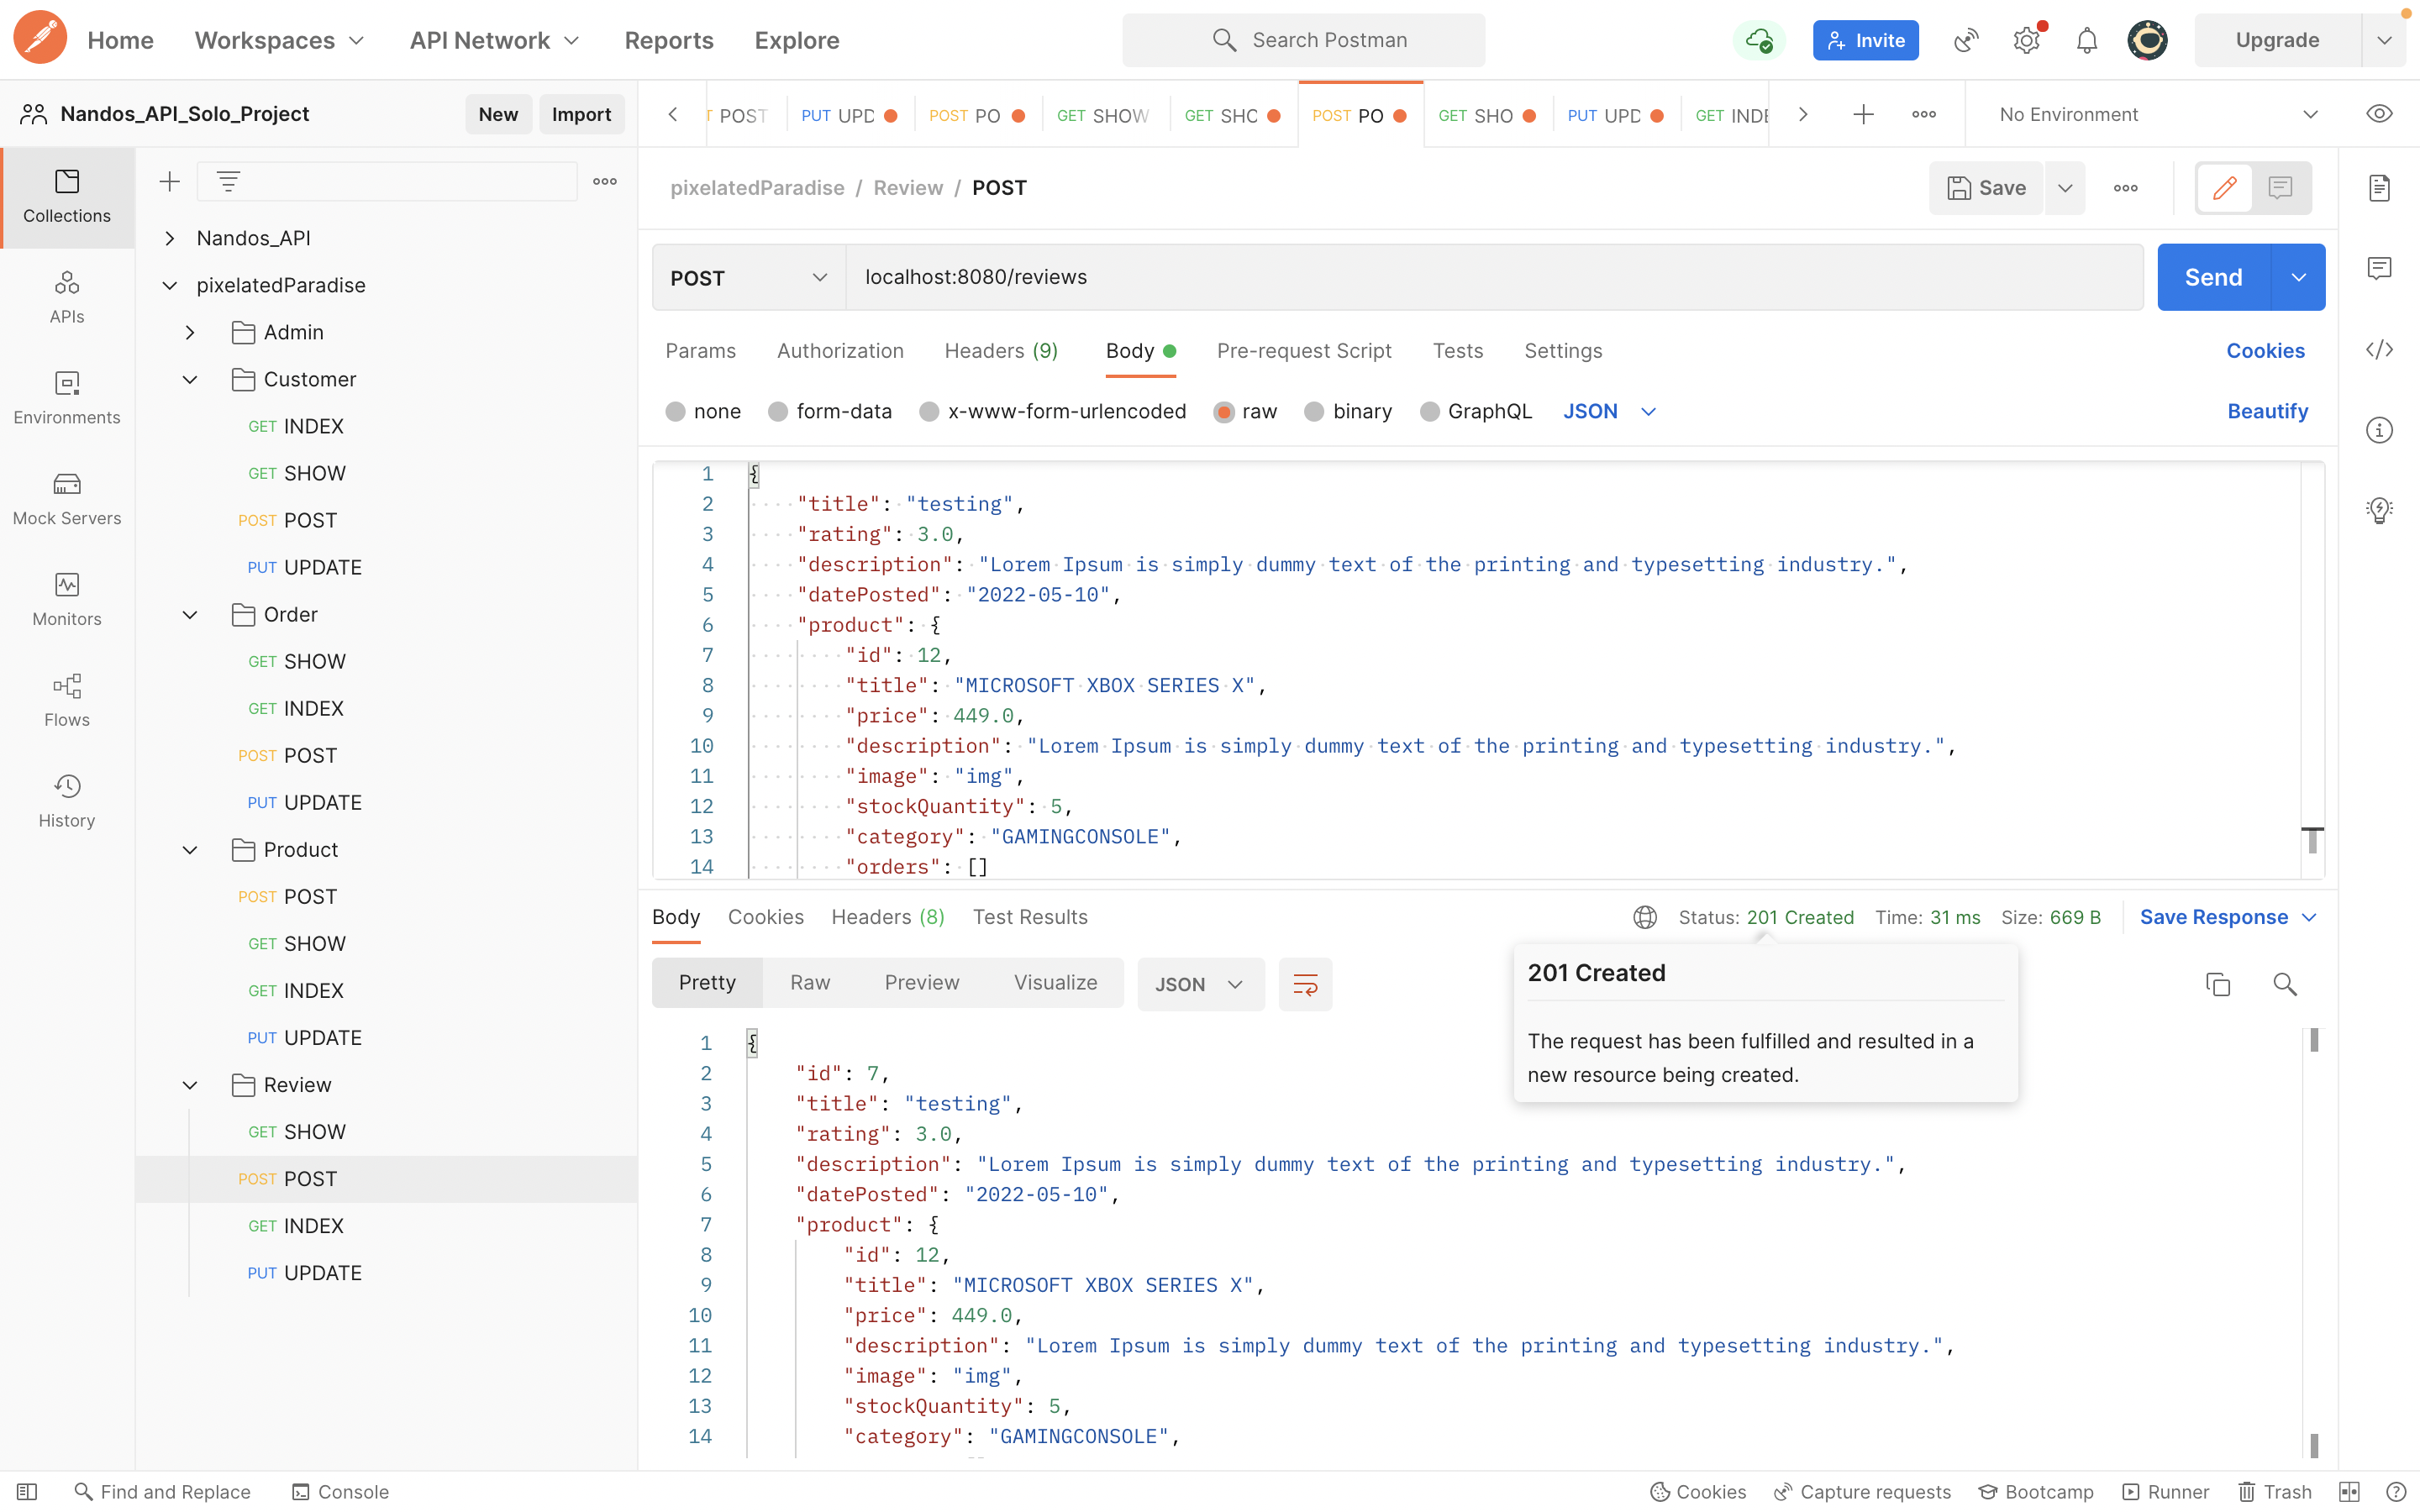 Home Workspaces API Network Reports Explore Search Postman Invite Upgrade
Nandos_API_Solo_Project New Import
POST PUT UPD POST PO GET SHOW GET SHC POST PO GET SHO PUT UPD GET INDE No Environment
Collections
APIs
Environments
Mock Servers
Monitors
Flows
History
Nandos_API
pixelatedParadise
Admin
Customer
GET INDEX
GET SHOW
POST POST
PUT UPDATE
Order
GET SHOW
GET INDEX
POST POST
PUT UPDATE
Product
POST POST
GET SHOW
GET INDEX
PUT UPDATE
Review
GET SHOW
POST POST
GET INDEX
PUT UPDATE
pixelatedParadise / Review / POST Save
POST localhost:8080/reviews Send
Params Authorization Headers (9) Body Pre-request Script Tests Settings Cookies
none form-data x-www-form-urlencoded raw binary GraphQL JSON Beautify
1 {
2 "title": "testing",
3 "rating": 3.0,
4 "description": "Lorem Ipsum is simply dummy text of the printing and typesetting industry.",
5 "datePosted": "2022-05-10",
6 "product": {
7 "id": 12,
8 "title": "MICROSOFT XBOX SERIES X",
9 "price": 449.0,
10 "description": "Lorem Ipsum is simply dummy text of the printing and typesetting industry.",
11 "image": "img",
12 "stockQuantity": 5,
13 "category": "GAMINGCONSOLE",
14 "orders": []
Body Cookies Headers (8) Test Results Status: 201 Created Time: 31 ms Size: 669 B Save Response
Pretty Raw Preview Visualize JSON
201 Created
The request has been fulfilled and resulted in a
new resource being created.
1 {
2 "id": 7,
3 "title": "testing",
4 "rating": 3.0,
5 "description": "Lorem Ipsum is simply dummy text of the printing and typesetting industry.",
6 "datePosted": "2022-05-10",
7 "product": {
8 "id": 12,
9 "title": "MICROSOFT XBOX SERIES X",
10 "price": 449.0,
11 "description": "Lorem Ipsum is simply dummy text of the printing and typesetting industry.",
12 "image": "img",
13 "stockQuantity": 5,
14 "category": "GAMINGCONSOLE",
Find and Replace Console Cookies Capture requests Bootcamp Runner Trash